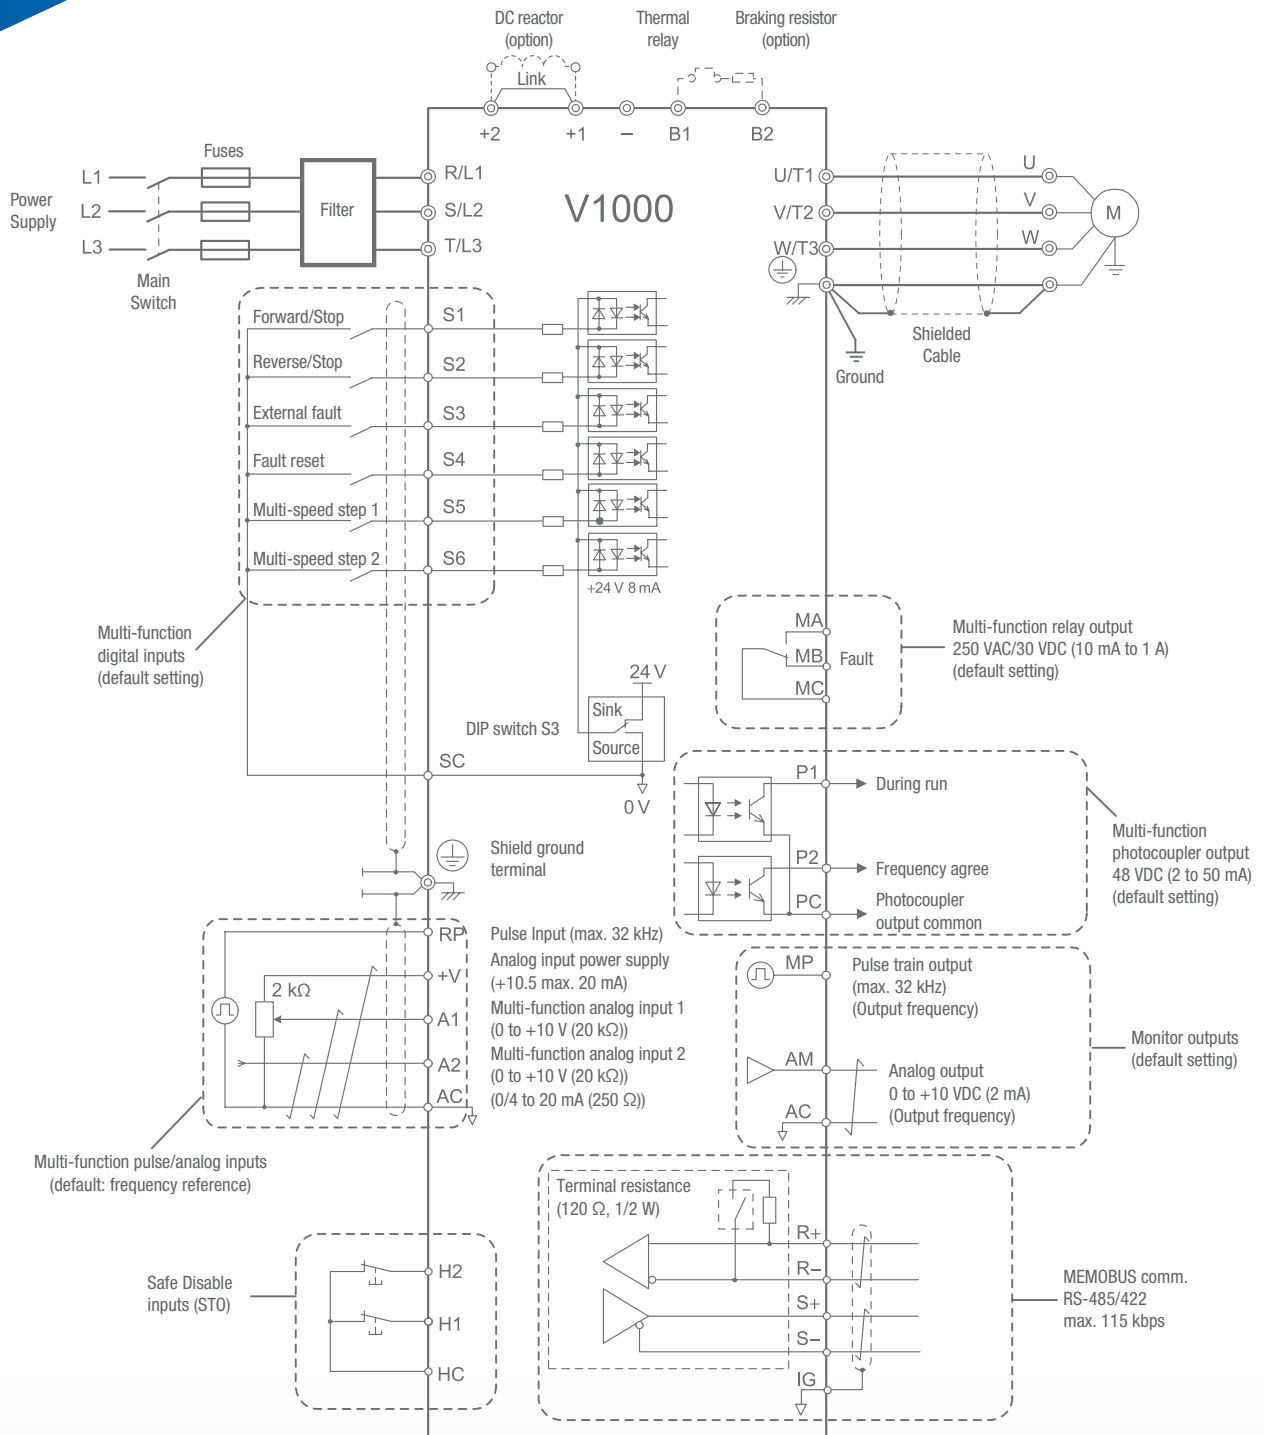 DC reactor
(option)
Thermal
relay
Braking resistor
(option)
Link
+2
+1
−
B1
B2
Fuses
Power
Supply
L1
L2
L3
Main
Switch
Filter
R/L1
S/L2
T/L3
V1000
U/T1
V/T2
W/T3
U
V
W
M
Shielded
Cable
Ground
Forward/Stop
S1
Reverse/Stop
S2
External fault
S3
Fault reset
S4
Multi-speed step 1
S5
Multi-speed step 2
S6
+24 V 8 mA
Multi-function
digital inputs
(default setting)
24 V
DIP switch S3
Sink
Source
SC
0 V
MA
MB
MC
Fault
Multi-function relay output
250 VAC/30 VDC (10 mA to 1 A)
(default setting)
P1
During run
P2
Frequency agree
PC
Photocoupler
output common
Multi-function
photocoupler output
48 VDC (2 to 50 mA)
(default setting)
Shield ground
terminal
RP
Pulse Input (max. 32 kHz)
+V
Analog input power supply
(+10.5 max. 20 mA)
2 kΩ
A1
Multi-function analog input 1
(0 to +10 V (20 kΩ))
A2
Multi-function analog input 2
(0 to +10 V (20 kΩ))
(0/4 to 20 mA (250 Ω))
AC
Multi-function pulse/analog inputs
(default: frequency reference)
MP
Pulse train output
(max. 32 kHz)
(Output frequency)
AM
Analog output
0 to +10 VDC (2 mA)
(Output frequency)
AC
Monitor outputs
(default setting)
Safe Disable
inputs (STO)
H2
H1
HC
Terminal resistance
(120 Ω, 1/2 W)
R+
R−
S+
S−
IG
MEMOBUS comm.
RS-485/422
max. 115 kbps